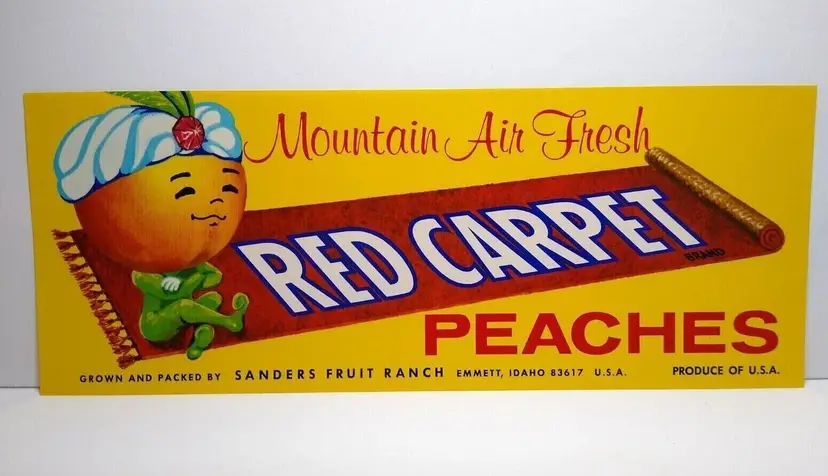 Mountain Air Fresh
RED CARPET
BRAND
PEACHES
GROWN AND PACKED BY SANDERS FRUIT RANCH EMMETT, IDAHO 83617 U.S.A. PRODUCE OF U.S.A.